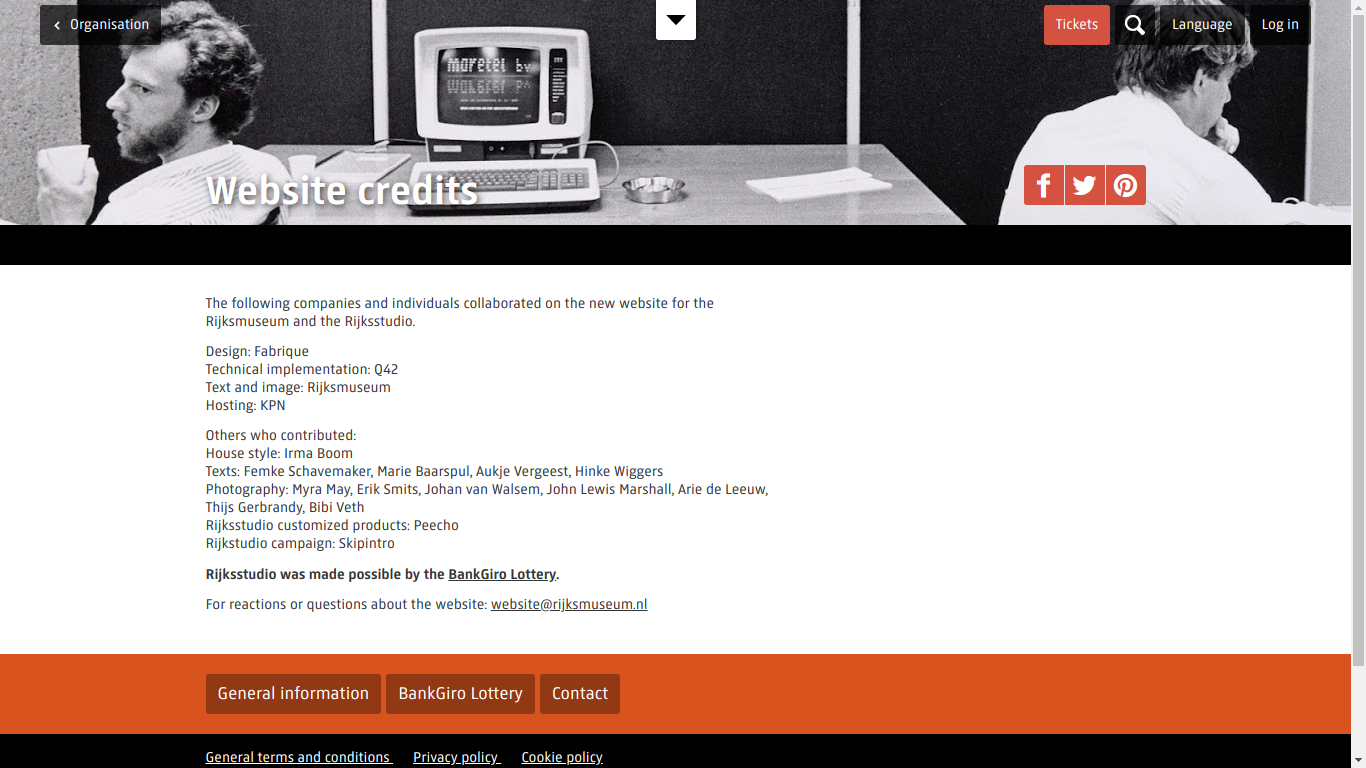 Organisation
Tickets
Language
Log in
Website credits
The following companies and individuals collaborated on the new website for the
Rijksmuseum and the Rijksstudio.
Design: Fabrique
Technical implementation: Q42
Text and image: Rijksmuseum
Hosting: KPN
Others who contributed:
House style: Irma Boom
Texts: Femke Schavemaker, Marie Baarspul, Aukje Vergeest, Hinke Wiggers
Photography: Myra May, Erik Smits, Johan van Walsem, John Lewis Marshall, Arie de Leeuw,
Thijs Gerbrandy, Bibi Veth
Rijksstudio customized products: Peecho
Rijkstudio campaign: Skipintro
Rijksstudio was made possible by the BankGiro Lottery.
For reactions or questions about the website: website@rijksmuseum.nl
General information
BankGiro Lottery
Contact
General terms and conditions
Privacy policy
Cookie policy